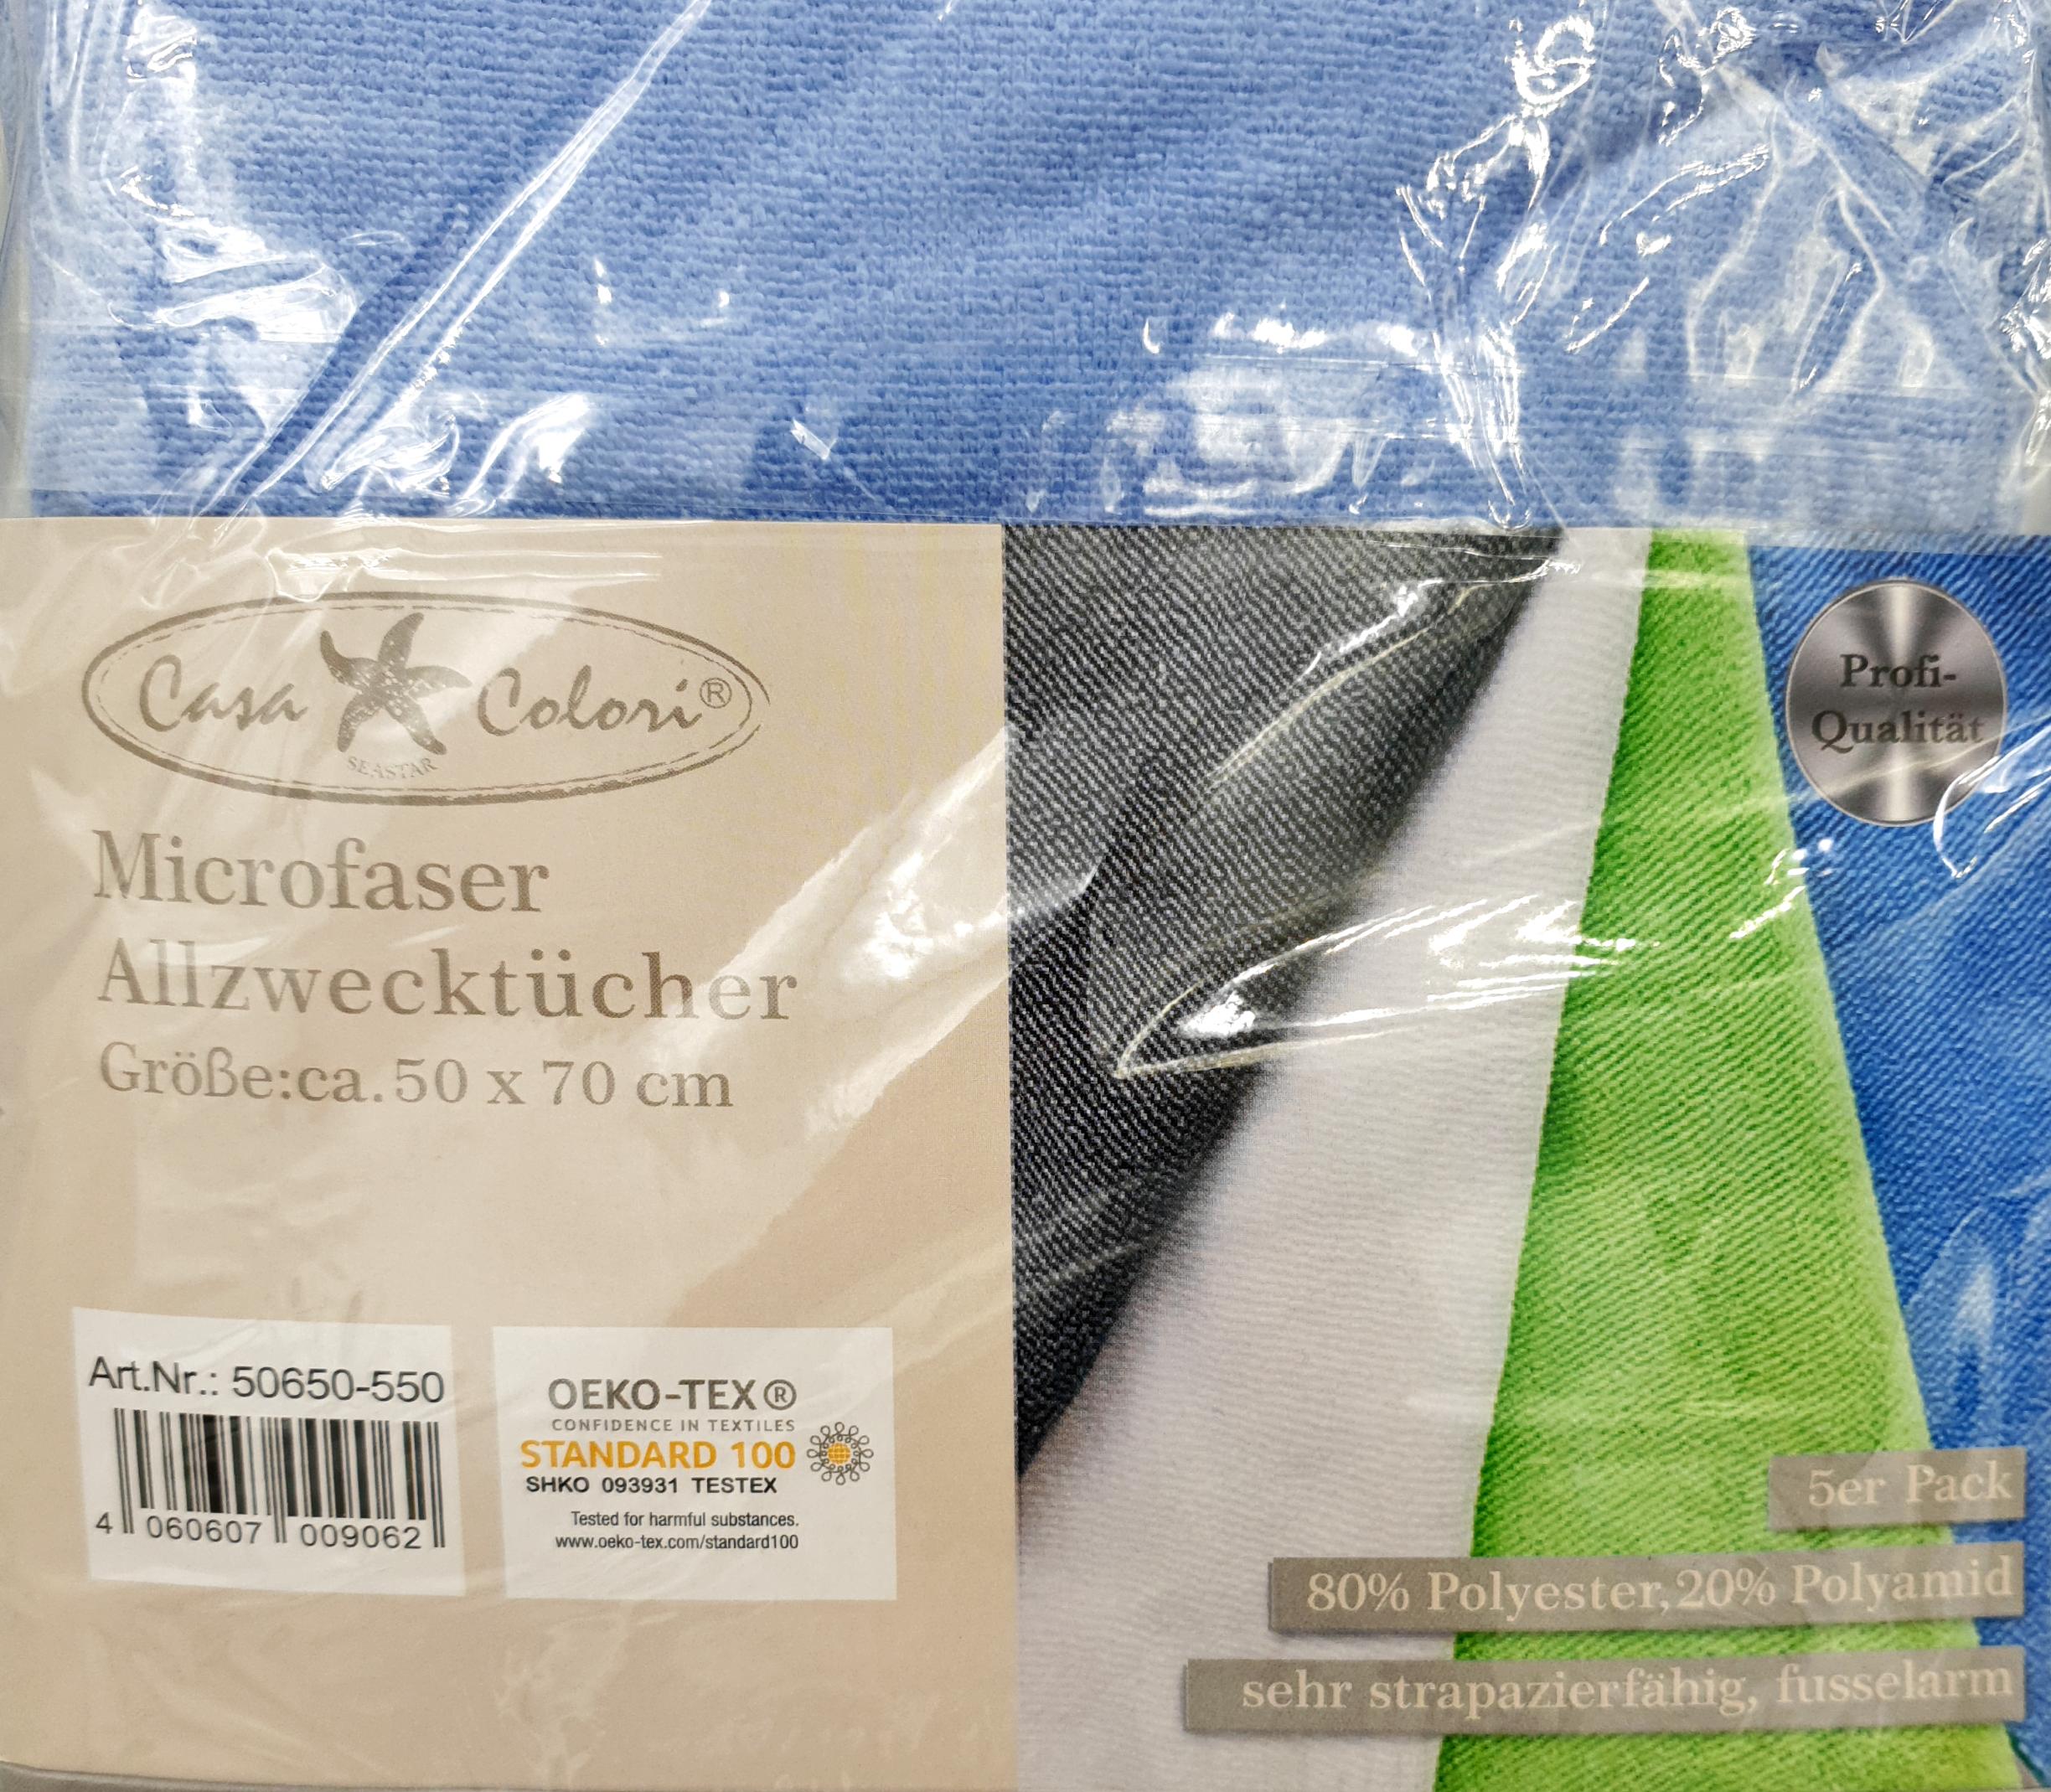 Casa Colori®
SEASTAR
Microfaser
Allzwecktücher
Größe:ca. 50 x 70 cm
Art.Nr.: 50650-550
4 060607 009062
OEKO-TEX®
CONFIDENCE IN TEXTILES
STANDARD 100
SHKO 093931 TESTEX
Tested for harmful substances.
www.oeko-tex.com/standard100
Profi-
Qualität
5er Pack
80% Polyester,20% Polyamid
sehr strapazierfähig, fusselarm